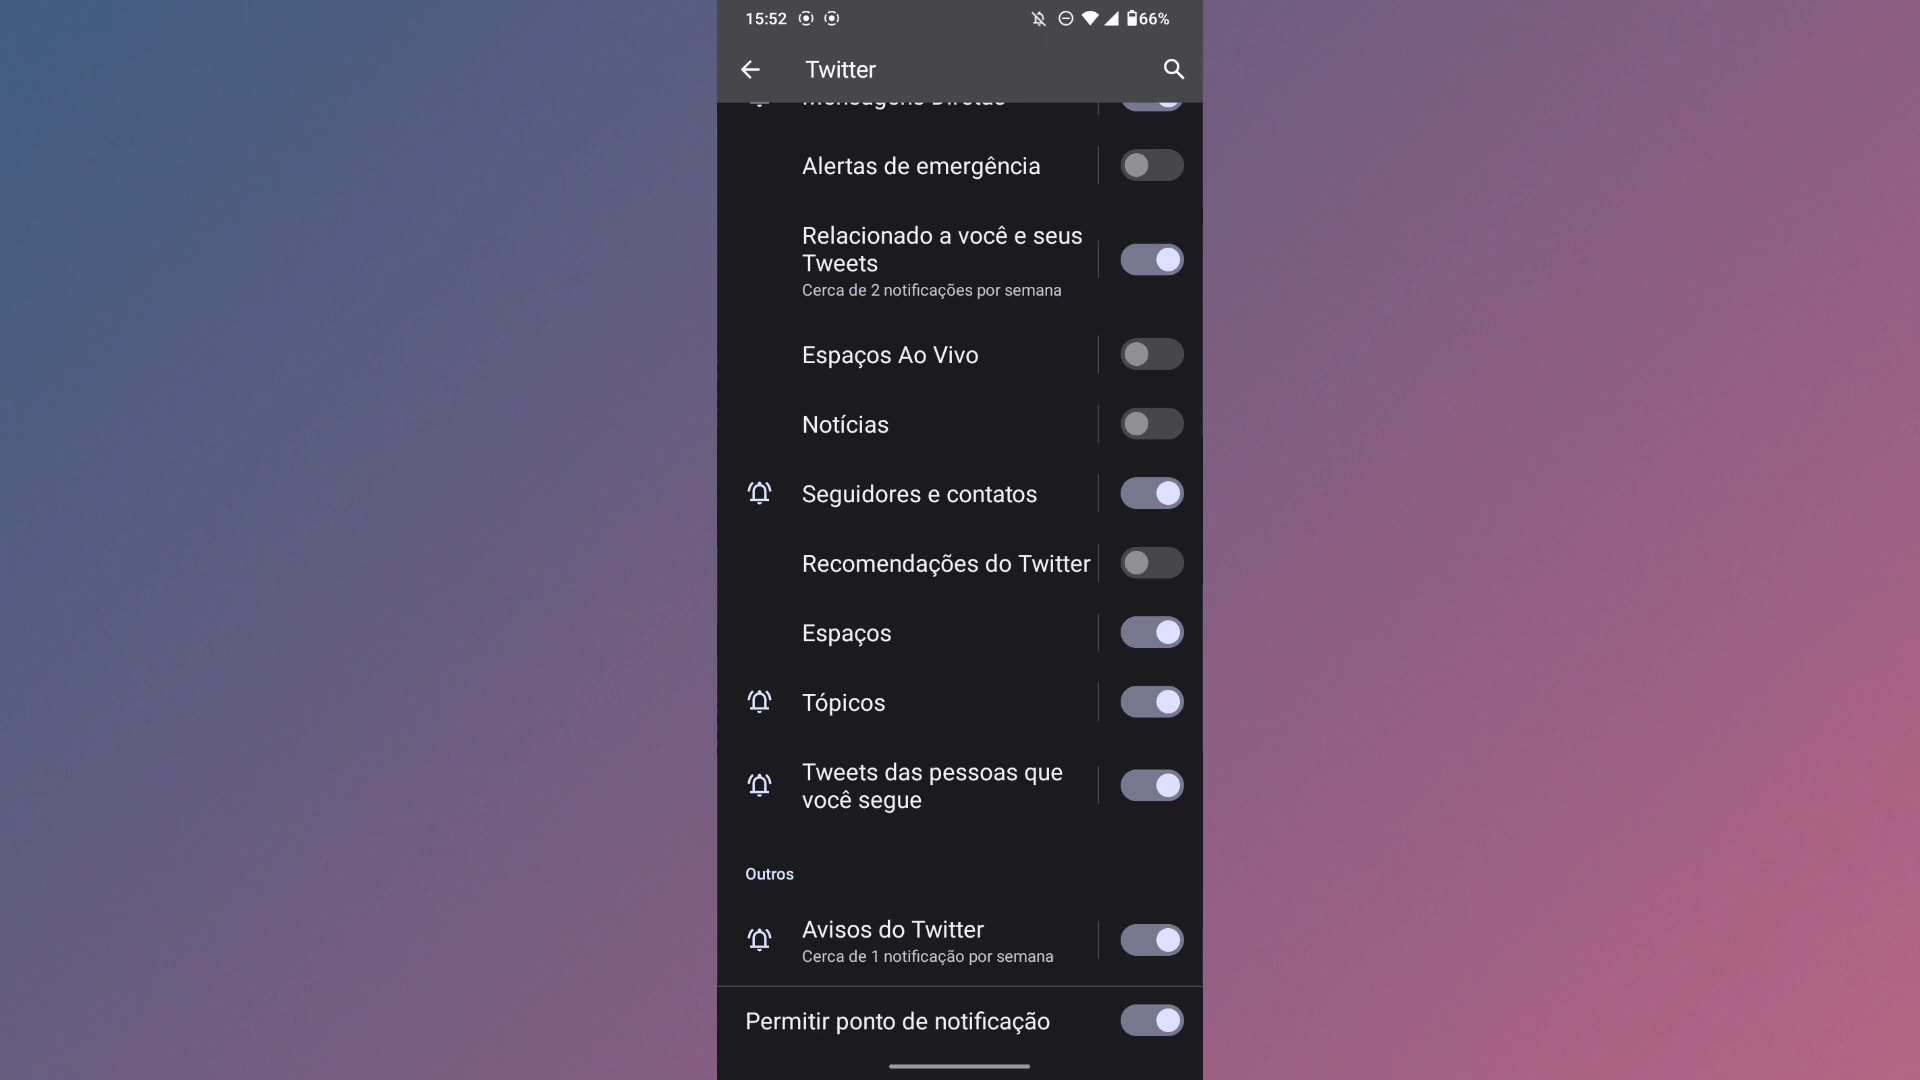 15:52
66%
Twitter
Mensagens Diretas
Alertas de emergência
Relacionado a você e seus
Tweets
Cerca de 2 notificações por semana
Espaços Ao Vivo
Notícias
Seguidores e contatos
Recomendações do Twitter
Espaços
Tópicos
Tweets das pessoas que
você segue
Outros
Avisos do Twitter
Cerca de 1 notificação por semana
Permitir ponto de notificação